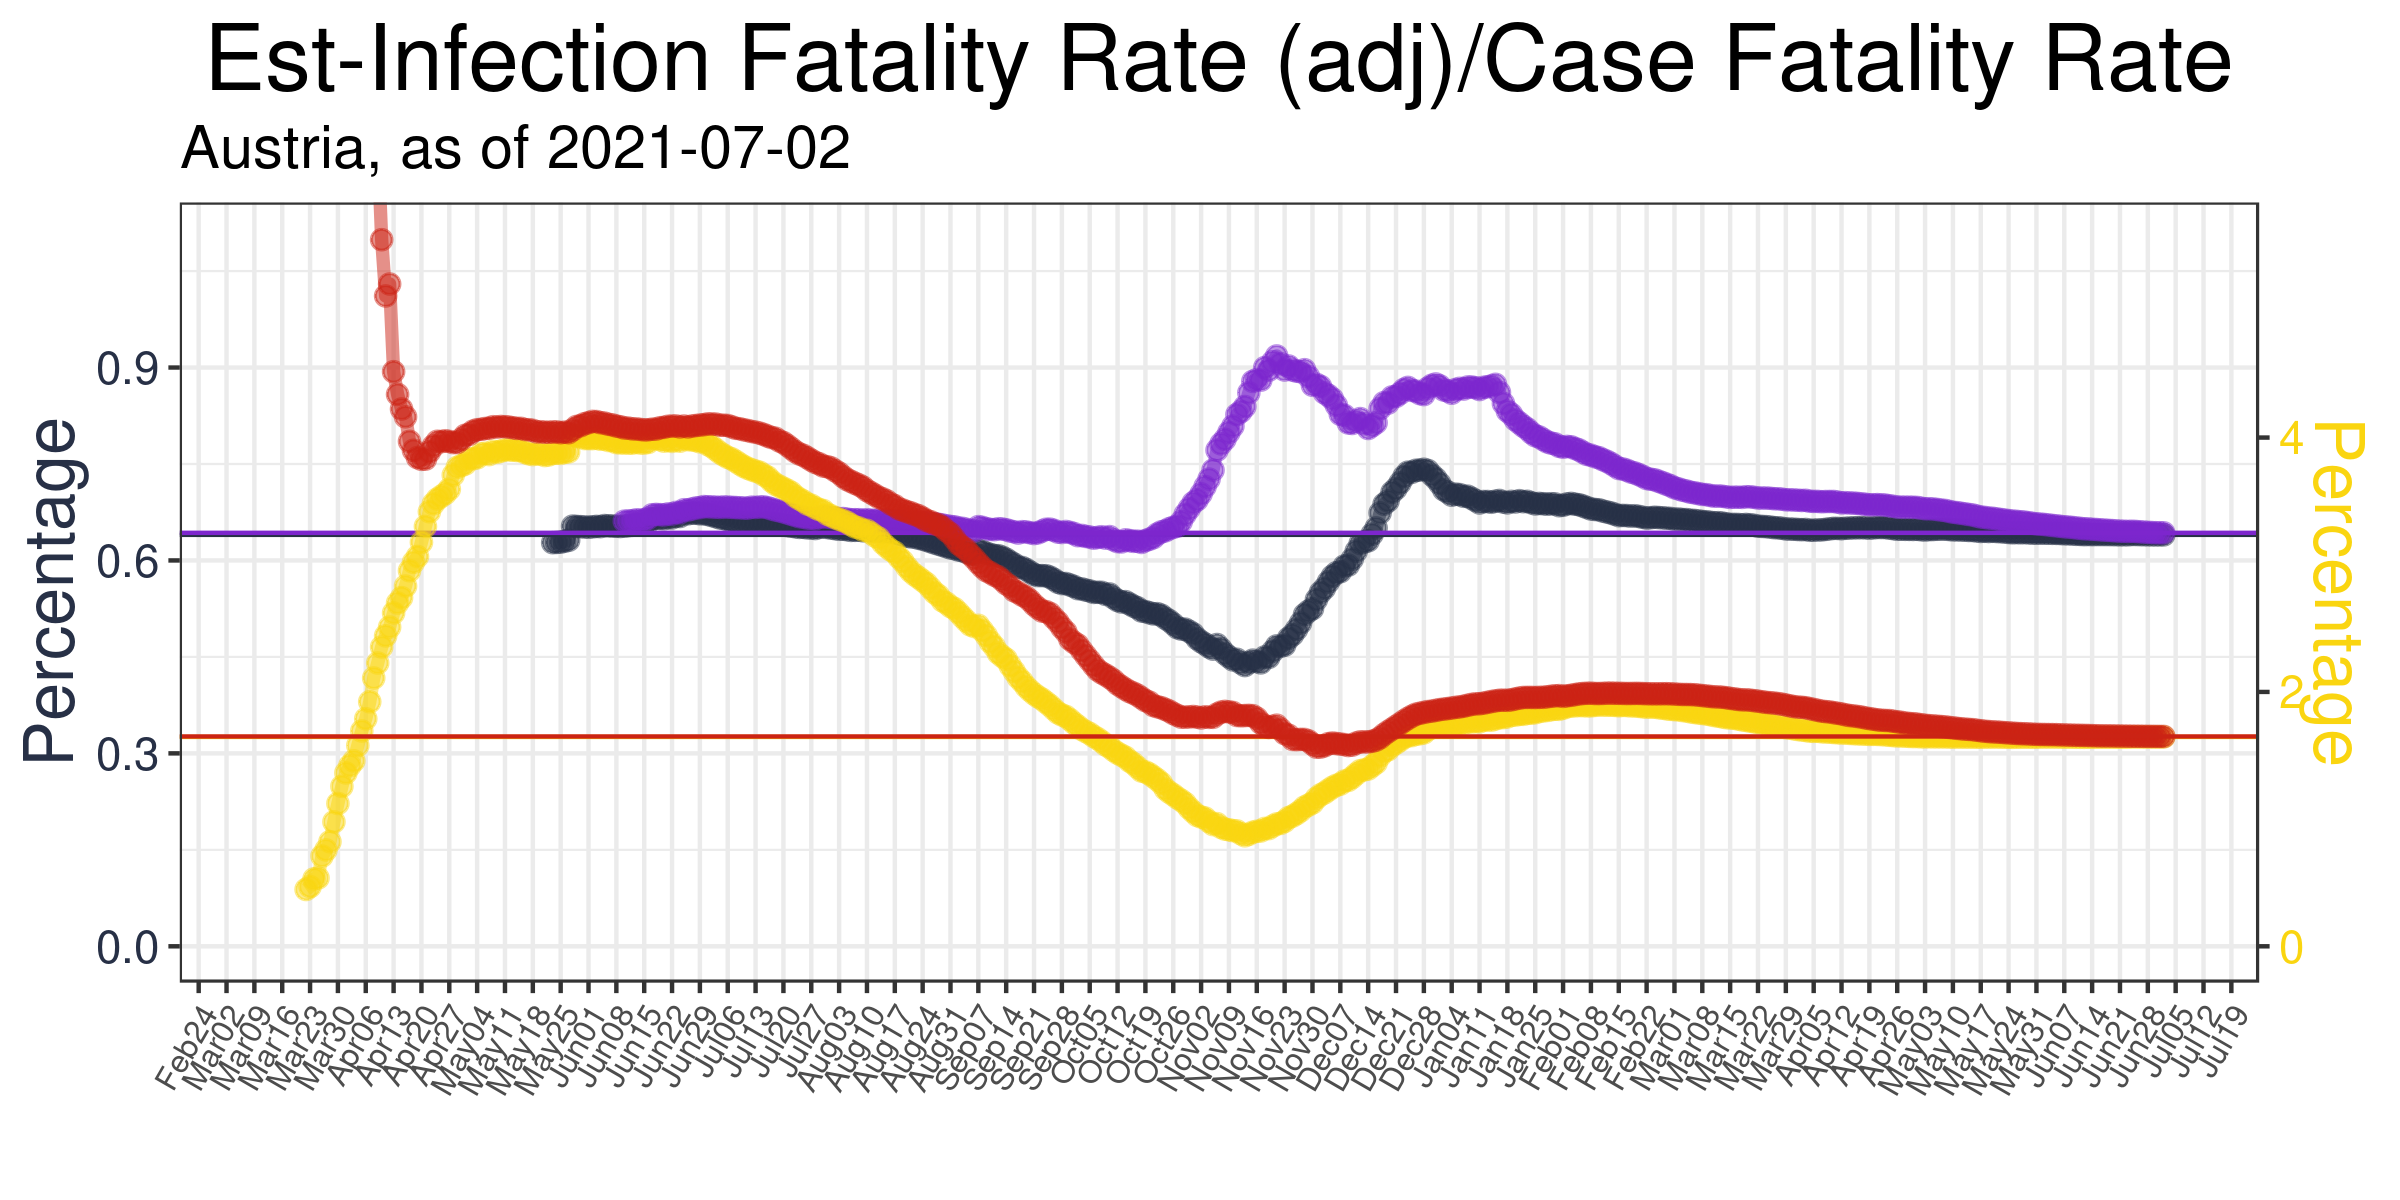 Est-Infection Fatality Rate (adj)/Case Fatality Rate
Austria, as of 2021-07-02
Percentage
0.9
0.6
0.3
0.0
4
2
0
Percentage
Feb24
Mar02
Mar09
Mar16
Mar23
Mar30
Apr06
Apr13
Apr20
Apr27
May04
May11
May18
May25
Jun01
Jun08
Jun15
Jun22
Jun29
Jul06
Jul13
Jul20
Jul27
Aug03
Aug10
Aug17
Aug24
Aug31
Sep07
Sep14
Sep21
Sep28
Oct05
Oct12
Oct19
Oct26
Nov02
Nov09
Nov16
Nov23
Nov30
Dec07
Dec14
Dec21
Dec28
Jan04
Jan11
Jan18
Jan25
Feb01
Feb08
Feb15
Feb22
Mar01
Mar08
Mar15
Mar22
Mar29
Apr05
Apr12
Apr19
Apr26
May03
May10
May17
May24
May31
Jun07
Jun14
Jun21
Jun28
Jul05
Jul12
Jul19